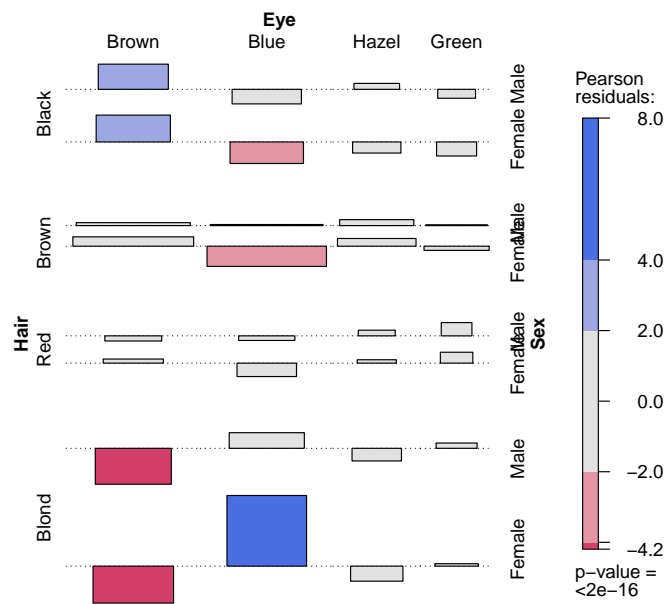 Eye
Brown Blue Hazel Green
Hair
Black
Brown
Red
Blond
Male
Female
Male
Female
Male
Female
Male
Female
Sex
Pearson
residuals:
8.0
4.0
2.0
0.0
−2.0
−4.2
p−value =
<2e−16